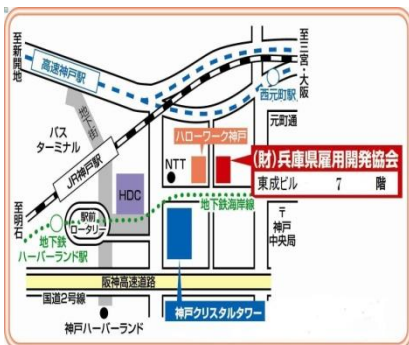 至新開地
高速神戸駅
至三宮・大阪
西元町駅
元町通
地下街
バス
ターミナル
ハローワーク神戸
JR神戸駅
NTT
(財)兵庫県雇用開発協会
東成ビル 7 階
HDC
至明石
駅前
ロータリー
地下鉄海岸線
〒
神戸
中央局
地下鉄
ハーバーランド駅
阪神高速道路
国道2号線
神戸クリスタルタワー
神戸ハーバーランド